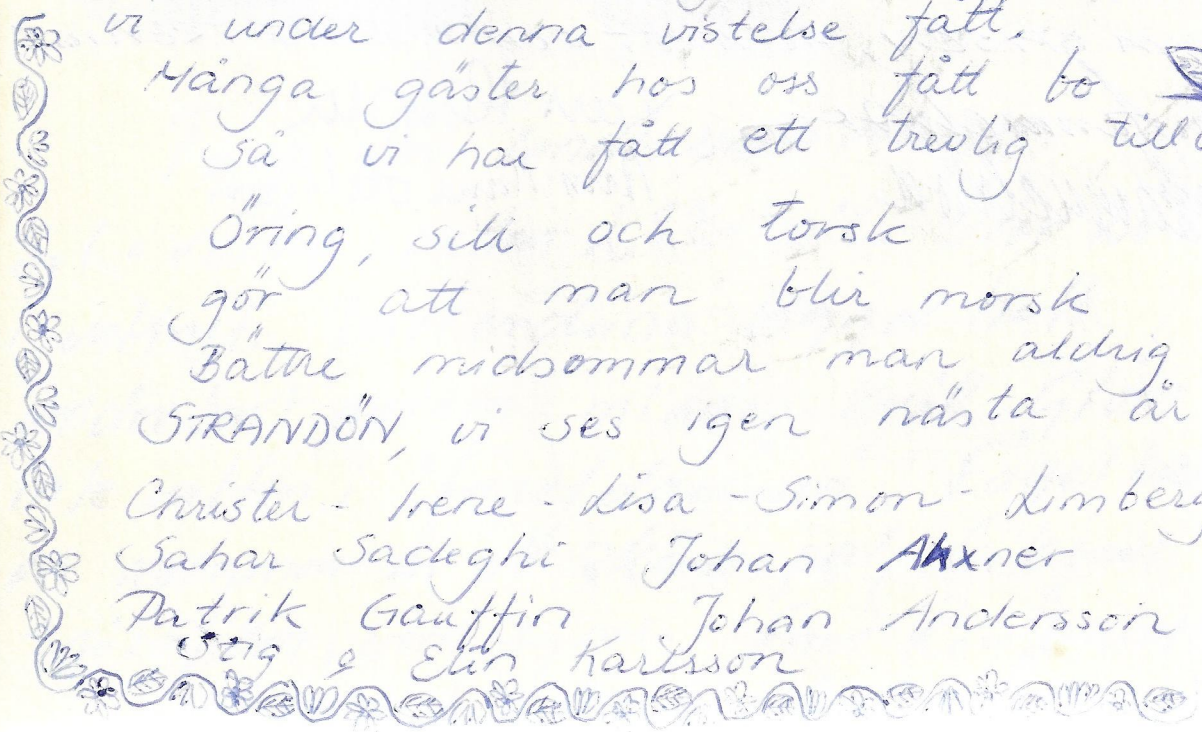 vi under denna vistelse fått.
Många gäster hos oss fått bo
så vi har fått ett trevlig
Öring, sill och torsk
gör att man blir morsk
Bättre midsommar man aldrig
STRANDÖN, vi ses igen nästa år
Christer - Irene - Lisa - Simon - Limberg
Sahar Sadeghi Johan
Patrik Gauffin Johan Andersson
Stig & Elin Karlsson